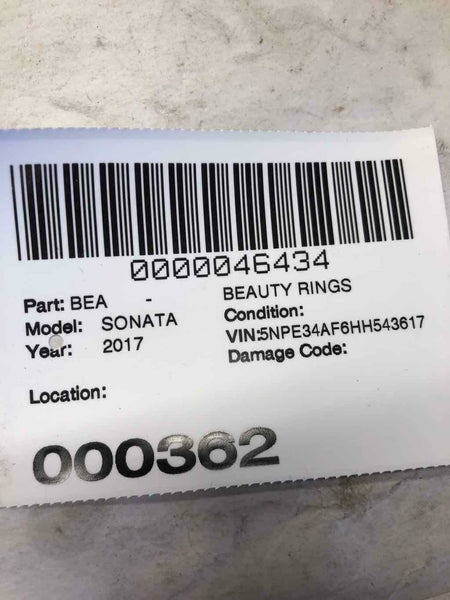 0000046434
Part: BEA - BEAUTY RINGS
Model: SONATA Condition:
Year: 2017 VIN:5NPE34AF6HH543617
Damage Code:
Location:
000362